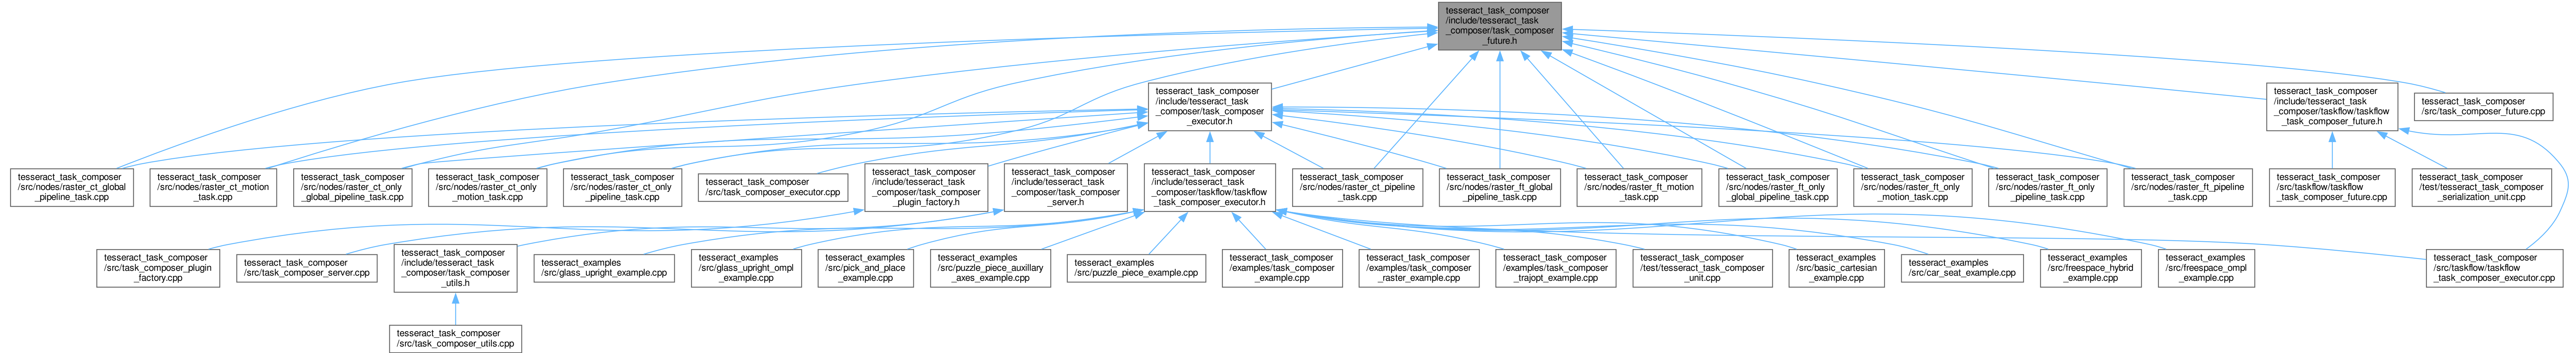 tesseract_task_composer
/include/tesseract_task
_composer/task_composer
_future.h
tesseract_task_composer
/include/tesseract_task
_composer/task_composer
_executor.h
tesseract_task_composer
/include/tesseract_task
_composer/taskflow/taskflow
_task_composer_future.h
tesseract_task_composer
/src/task_composer_future.cpp
tesseract_task_composer
/src/nodes/raster_ct_global
_pipeline_task.cpp
tesseract_task_composer
/src/nodes/raster_ct_motion
_task.cpp
tesseract_task_composer
/src/nodes/raster_ct_only
_global_pipeline_task.cpp
tesseract_task_composer
/src/nodes/raster_ct_only
_motion_task.cpp
tesseract_task_composer
/src/nodes/raster_ct_only
_pipeline_task.cpp
tesseract_task_composer
/src/task_composer_executor.cpp
tesseract_task_composer
/include/tesseract_task
_composer/task_composer
_plugin_factory.h
tesseract_task_composer
/include/tesseract_task
_composer/task_composer
_server.h
tesseract_task_composer
/include/tesseract_task
_composer/taskflow/taskflow
_task_composer_executor.h
tesseract_task_composer
/src/nodes/raster_ct_pipeline
_task.cpp
tesseract_task_composer
/src/nodes/raster_ft_global
_pipeline_task.cpp
tesseract_task_composer
/src/nodes/raster_ft_motion
_task.cpp
tesseract_task_composer
/src/nodes/raster_ft_only
_global_pipeline_task.cpp
tesseract_task_composer
/src/nodes/raster_ft_only
_motion_task.cpp
tesseract_task_composer
/src/nodes/raster_ft_only
_pipeline_task.cpp
tesseract_task_composer
/src/nodes/raster_ft_pipeline
_task.cpp
tesseract_task_composer
/src/taskflow/taskflow
_task_composer_future.cpp
tesseract_task_composer
/test/tesseract_task_composer
_serialization_unit.cpp
tesseract_task_composer
/src/task_composer_plugin
_factory.cpp
tesseract_task_composer
/src/task_composer_server.cpp
tesseract_task_composer
/include/tesseract_task
_composer/task_composer
_utils.h
tesseract_examples
/src/glass_upright_example.cpp
tesseract_examples
/src/glass_upright_ompl
_example.cpp
tesseract_examples
/src/pick_and_place
_example.cpp
tesseract_examples
/src/puzzle_piece_auxillary
_axes_example.cpp
tesseract_examples
/src/puzzle_piece_example.cpp
tesseract_task_composer
/examples/task_composer
_example.cpp
tesseract_task_composer
/examples/task_composer
_raster_example.cpp
tesseract_task_composer
/examples/task_composer
_trajopt_example.cpp
tesseract_task_composer
/test/tesseract_task_composer
_unit.cpp
tesseract_examples
/src/basic_cartesian
_example.cpp
tesseract_examples
/src/car_seat_example.cpp
tesseract_examples
/src/freespace_hybrid
_example.cpp
tesseract_examples
/src/freespace_ompl
_example.cpp
tesseract_task_composer
/src/taskflow/taskflow
_task_composer_executor.cpp
tesseract_task_composer
/src/task_composer_utils.cpp